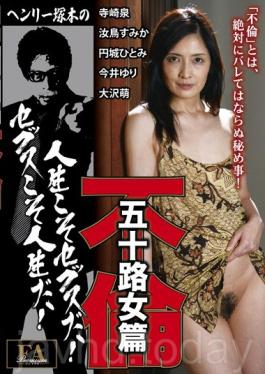 「不倫」とは、
絶対にバレてはならぬ秘め事!
寺崎泉
汝鳥すみか
円城ひとみ
今井ゆり
大沢萌
ヘンリー塚本の
人生こそセックスだ!
セックスこそ人生だ!
不倫
五十路女篇
FA
Premium